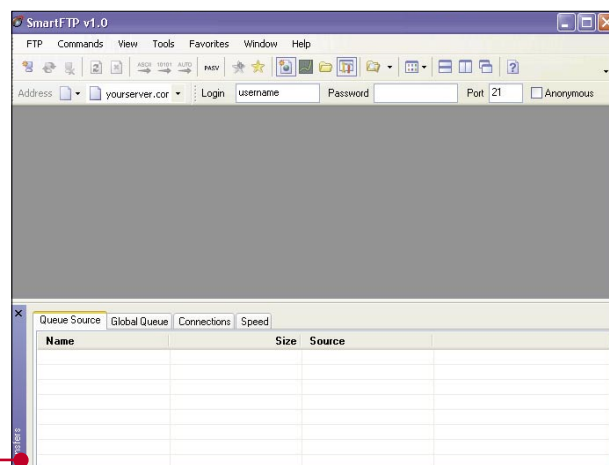 SmartFTP v1.0
FTP Commands View Tools Favorites Window Help
ASCII 10101 AUTO PASV
Address yourserver.cor Login username Password Port 21 Anonymous
Queue Source Global Queue Connections Speed
Name Size Source